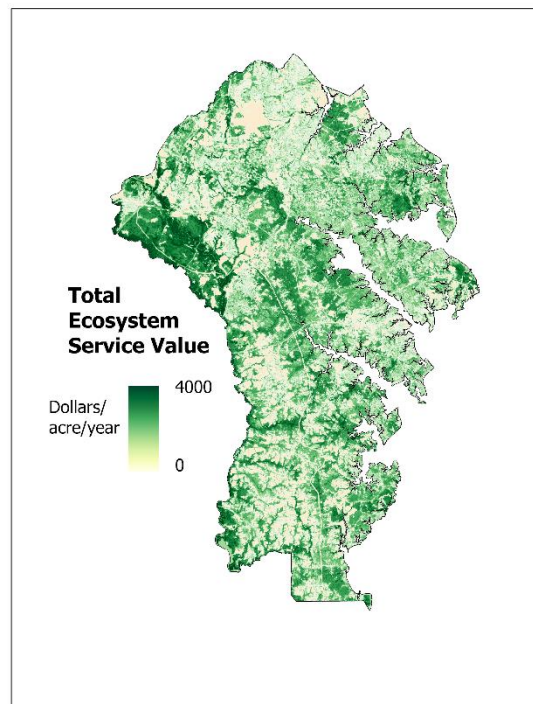 Total
Ecosystem
Service Value
4000
Dollars/
acre/year
0